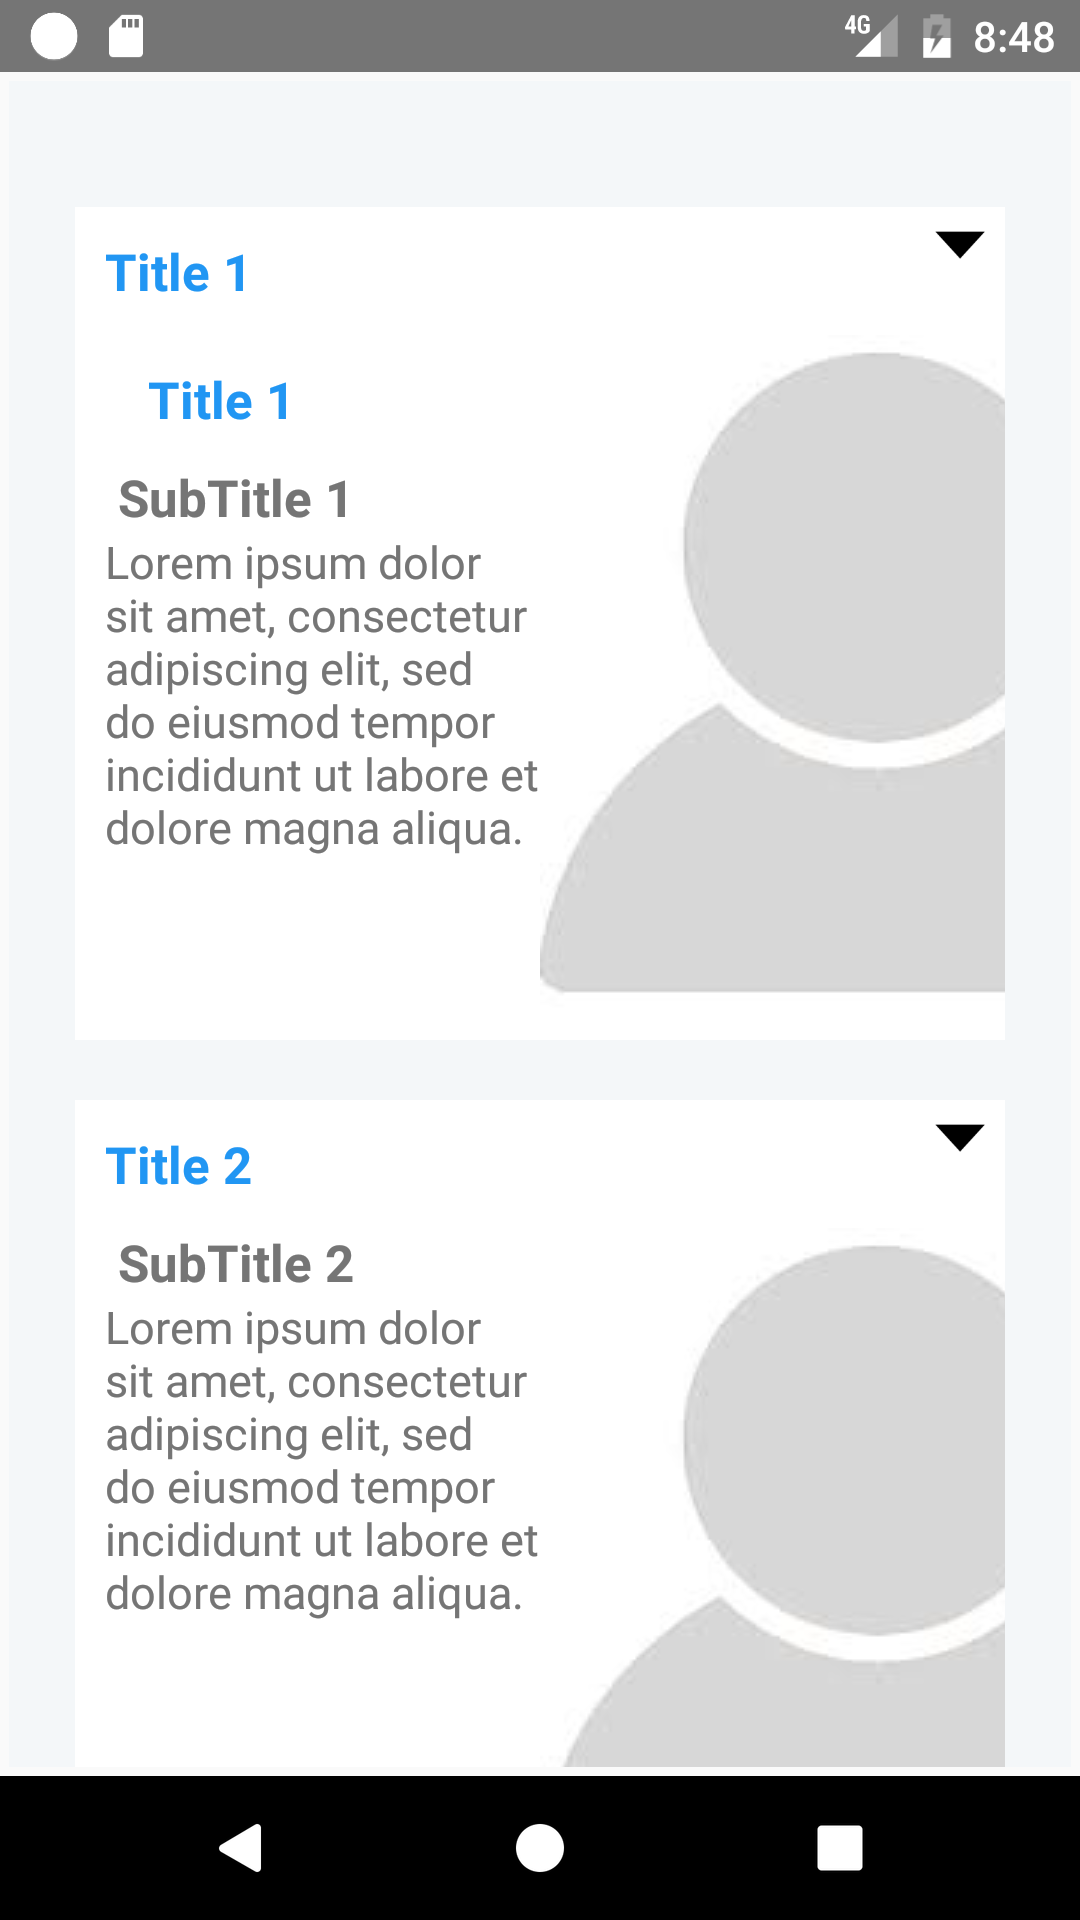 4G 8:48
Title 1
Title 1
SubTitle 1
Lorem ipsum dolor
sit amet, consectetur
adipiscing elit, sed
do eiusmod tempor
incididunt ut labore et
dolore magna aliqua.
Title 2
SubTitle 2
Lorem ipsum dolor
sit amet, consectetur
adipiscing elit, sed
do eiusmod tempor
incididunt ut labore et
dolore magna aliqua.